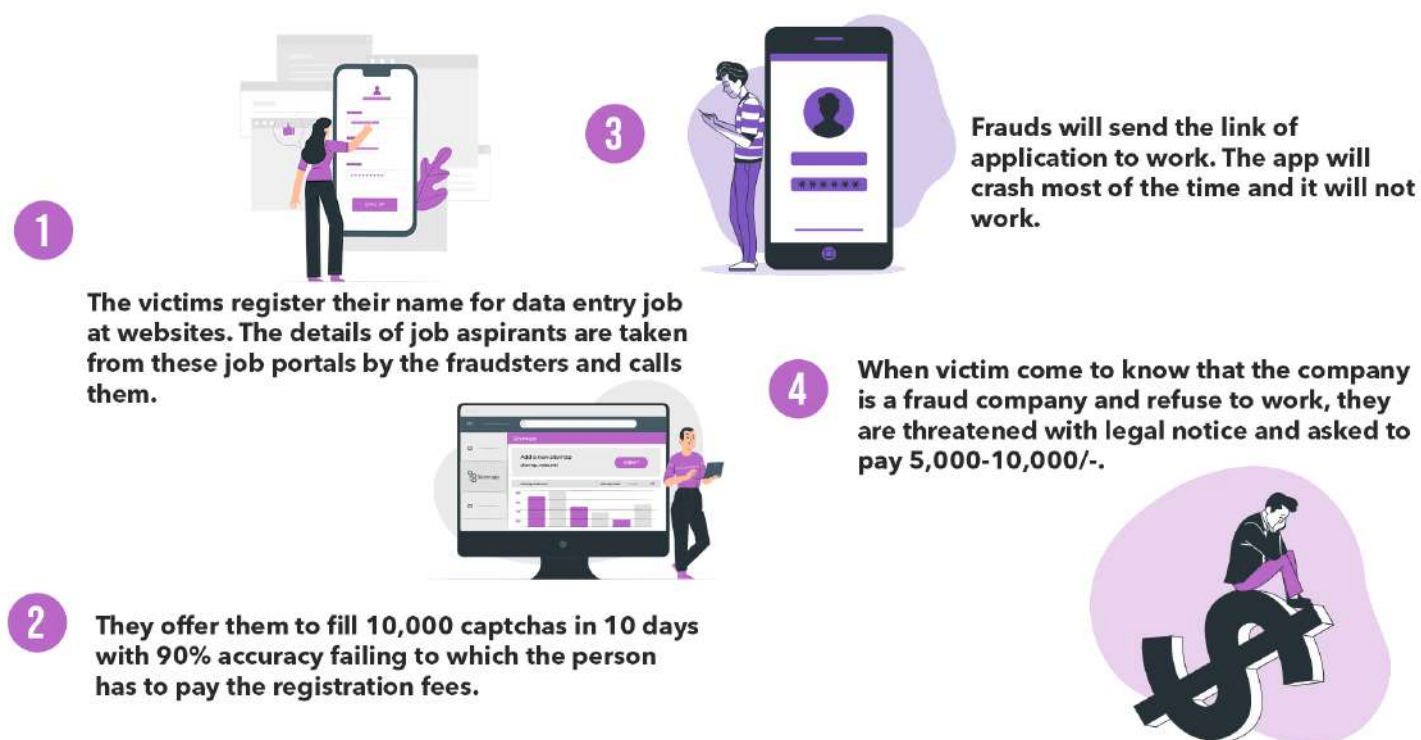 1
The victims register their name for data entry job
at websites. The details of job aspirants are taken
from these job portals by the fraudsters and calls
them.
2
They offer them to fill 10,000 captchas in 10 days
with 90% accuracy failing to which the person
has to pay the registration fees.
3
Frauds will send the link of
application to work. The app will
crash most of the time and it will not
work.
4
When victim come to know that the company
is a fraud company and refuse to work, they
are threatened with legal notice and asked to
pay 5,000-10,000/-.